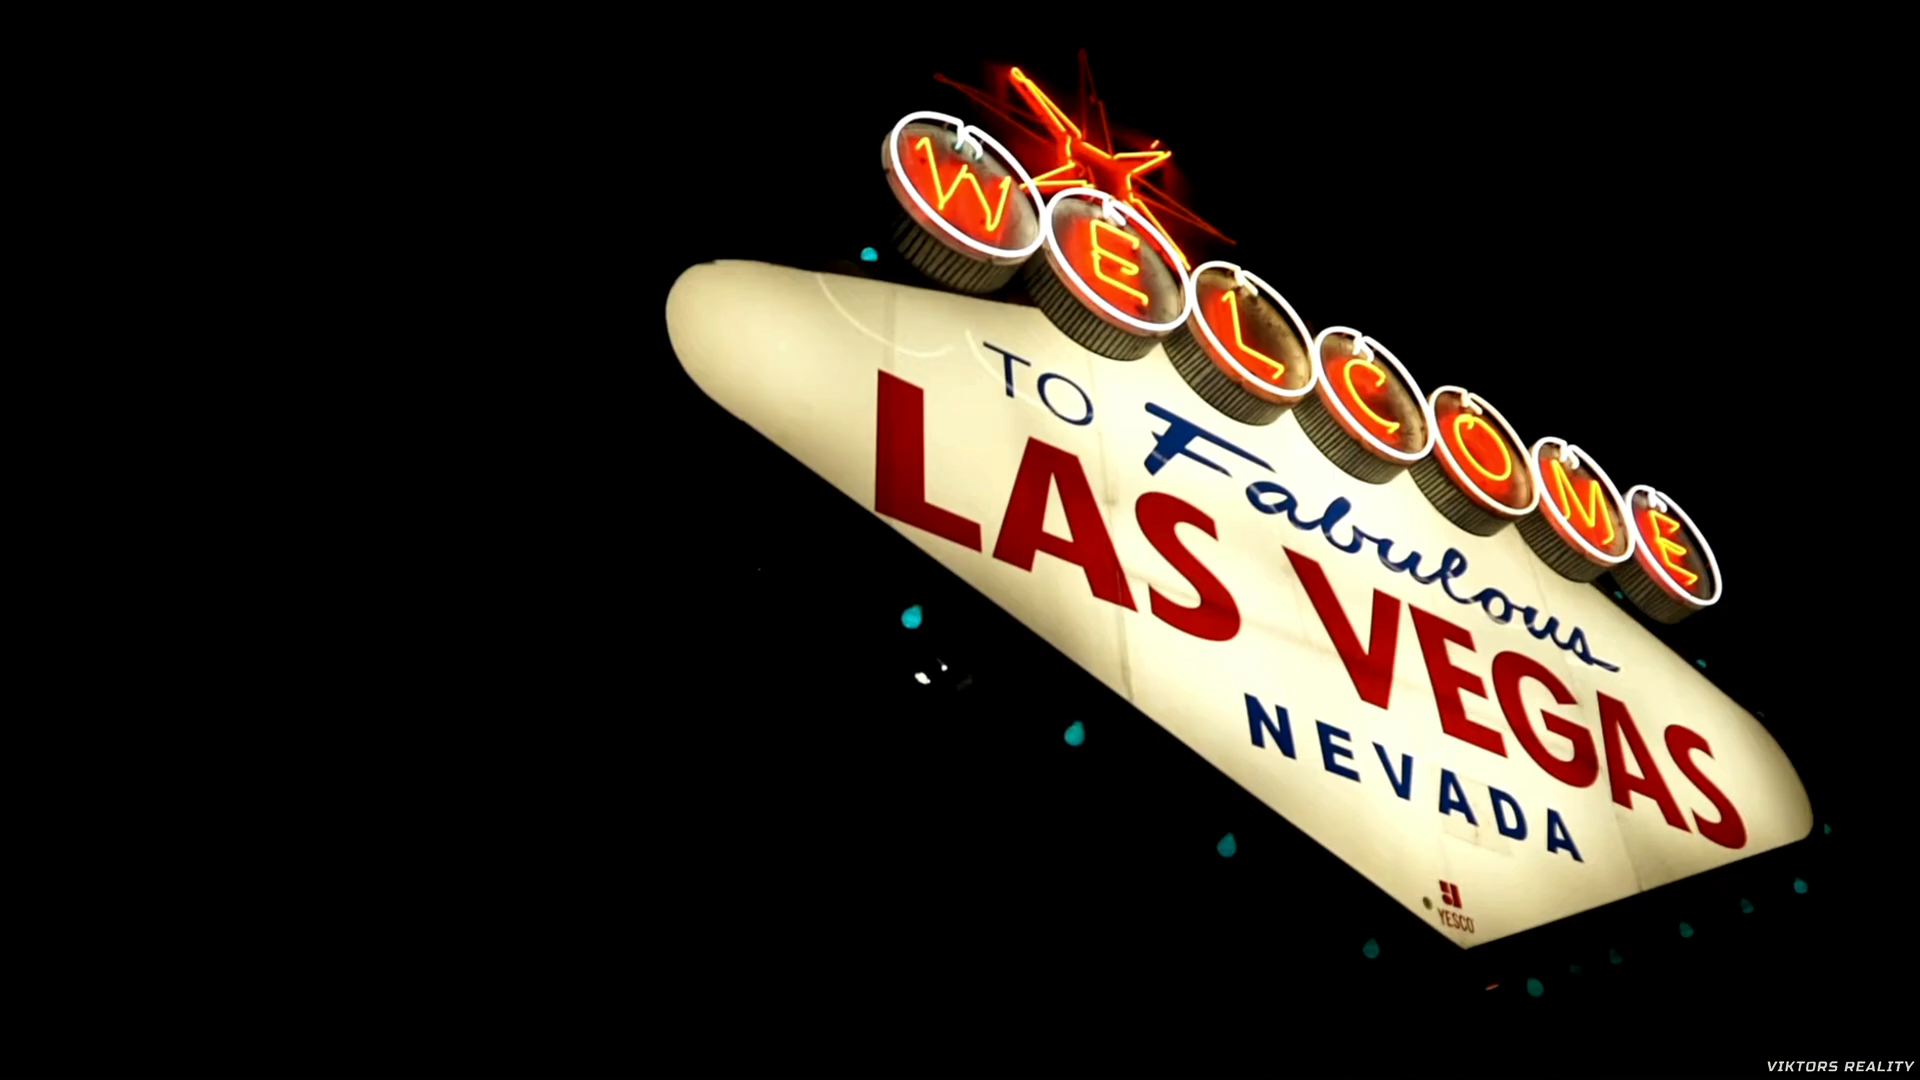 WELCOME
TO Fabulous
LAS VEGAS
NEVADA
YESCO
VIKTORS REALITY